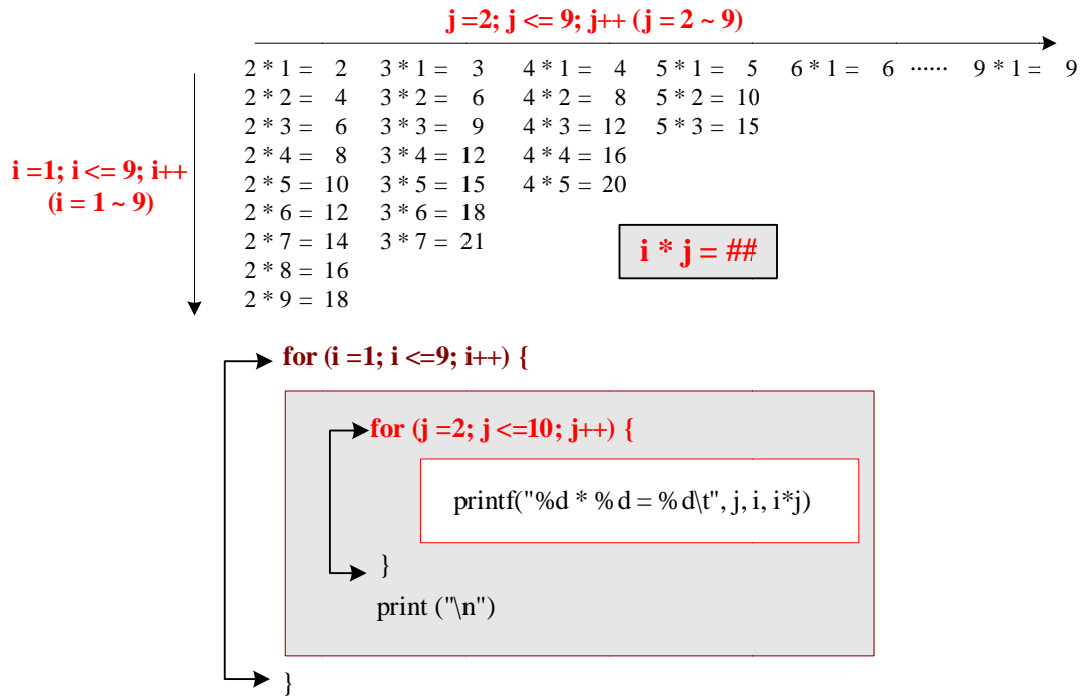 j =2; j <= 9; j++ (j = 2 ~ 9)
2 * 1 = 2 3 * 1 = 3 4 * 1 = 4 5 * 1 = 5 6 * 1 = 6 ...... 9 * 1 = 9
2 * 2 = 4 3 * 2 = 6 4 * 2 = 8 5 * 2 = 10
2 * 3 = 6 3 * 3 = 9 4 * 3 = 12 5 * 3 = 15
2 * 4 = 8 3 * 4 = 12 4 * 4 = 16
2 * 5 = 10 3 * 5 = 15 4 * 5 = 20
2 * 6 = 12 3 * 6 = 18
2 * 7 = 14 3 * 7 = 21
2 * 8 = 16
2 * 9 = 18
i =1; i <= 9; i++
(i = 1 ~ 9)
i * j = ##
for (i =1; i <=9; i++) {
for (j =2; j <=10; j++) {
printf("%d * %d = %d\t", j, i, i*j)
}
print ("\n")
}